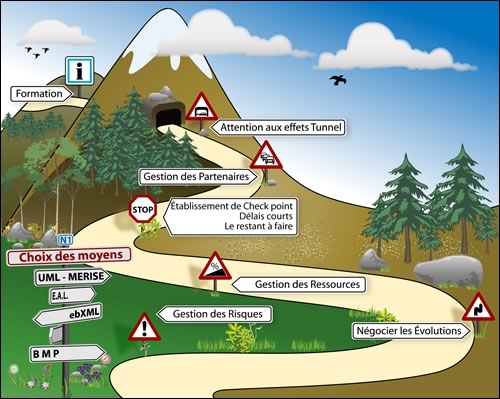 i
Formation
Attention aux effets Tunnel
Gestion des Partenaires
STOP
Établissement de Check point
Délais courts
Le restant à faire
N1
Choix des moyens
UML - MERISE
E.A.I.
ebXML
B M P
%
Gestion des Ressources
Gestion des Risques
!
Négocier les Évolutions